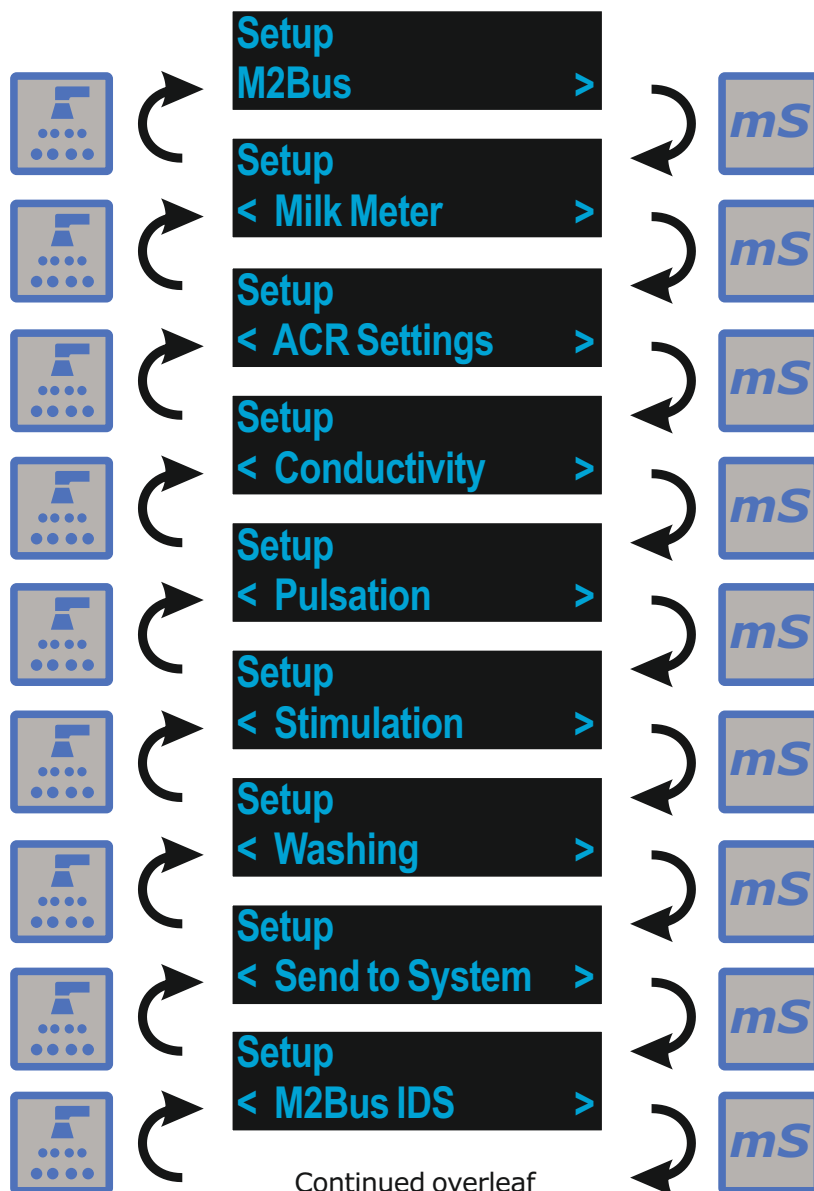 Setup
M2Bus >
mS
Setup
< Milk Meter >
mS
Setup
< ACR Settings >
mS
Setup
< Conductivity >
mS
Setup
< Pulsation >
mS
Setup
< Stimulation >
mS
Setup
< Washing >
mS
Setup
< Send to System >
mS
Setup
< M2Bus IDS >
mS
Continued overleaf